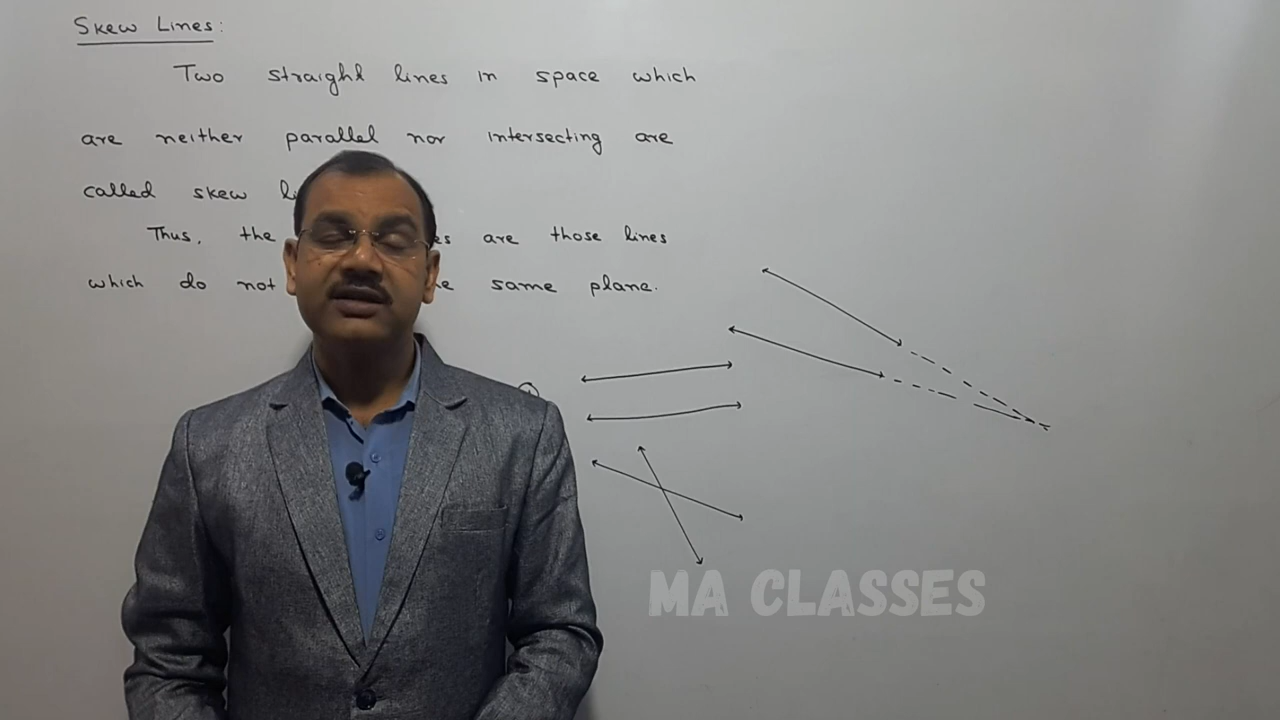 Skew Lines:
Two straight lines in space which
are neither parallel nor intersecting are
called skew
Thus, the are those lines
which do not same plane.
MA CLASSES